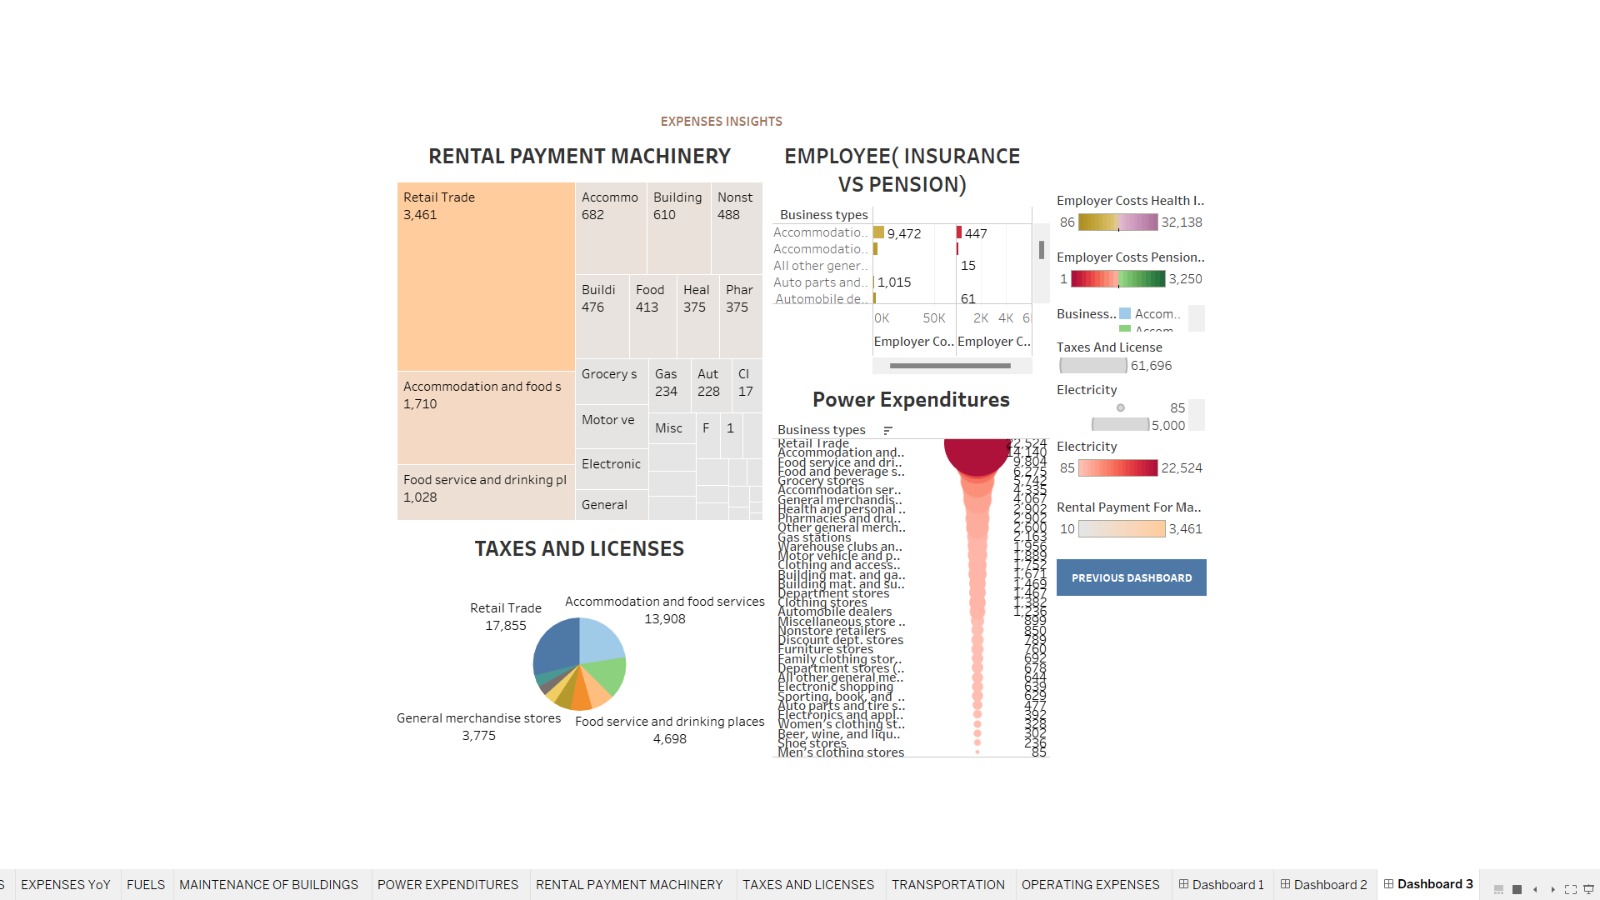 EXPENSES INSIGHTS
RENTAL PAYMENT MACHINERY
Retail Trade
3,461
Accommo
682
Building
610
Nonst
488
Buildi
476
Food
413
Heal
375
Phar
375
Accommodation and food s
1,710
Grocery s
Gas
234
Aut
228
Cl
17
Motor ve
Misc
F
1
Electronic
Food service and drinking pl
1,028
General
TAXES AND LICENSES
Retail Trade
17,855
Accommodation and food services
13,908
General merchandise stores
3,775
Food service and drinking places
4,698
EMPLOYEE( INSURANCE
VS PENSION)
Business types
Accommodatio.. 9,472 447
Accommodatio..
All other gener.. 15
Auto parts and.. 1,015
Automobile de.. 61
0K 50K 2K 4K 6
Employer Co.. Employer C..
Power Expenditures
Business types
Retail Trade 22,524
Accommodation and.. 14,140
Food service and dri.. 9,804
Food and beverage s.. 6,275
Grocery stores 5,742
Accommodation ser.. 4,335
General merchandis.. 4,067
Health and personal .. 2,902
Pharmacies and dru.. 2,902
Other general merch.. 2,600
Gas stations 2,163
Warehouse clubs an.. 1,956
Motor vehicle and p.. 1,889
Clothing and access.. 1,752
Building mat. and ga.. 1,671
Building mat. and su.. 1,469
Department stores 1,467
Clothing stores 1,382
Automobile dealers 1,236
Miscellaneous store .. 899
Nonstore retailers 850
Discount dept. stores 789
Furniture stores 760
Family clothing stor.. 692
Department stores (.. 678
All other general me.. 644
Electronic shopping 639
Sporting, book, and .. 629
Auto parts and tire s.. 477
Electronics and appl.. 392
Women's clothing st.. 328
Beer, wine, and liqu.. 302
Shoe stores 236
Men's clothing stores 85
Employer Costs Health I..
86 32,138
Employer Costs Pension..
1 3,250
Business.. Accom..
Accom
Taxes And License
61,696
Electricity
85
5,000
Electricity
85 22,524
Rental Payment For Ma..
10 3,461
PREVIOUS DASHBOARD
S EXPENSES YoY FUELS MAINTENANCE OF BUILDINGS POWER EXPENDITURES RENTAL PAYMENT MACHINERY TAXES AND LICENSES TRANSPORTATION OPERATING EXPENSES Dashboard 1 Dashboard 2 Dashboard 3